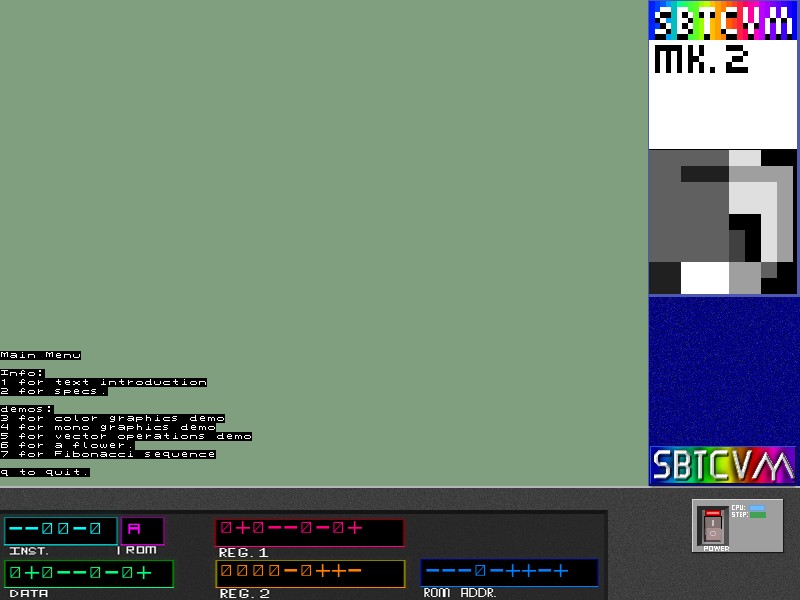 SBTCVM
MK.2
Main Menu
Info:
1 for text introduction
2 for specs.
demos:
3 for color graphics demo
4 for mono graphics demo
5 for vector operations demo
6 for a flower.
7 for Fibonacci sequence
q to quit.
SBTCVM
CPU:
STEP:
POWER
--00-0
A
0+0--0-0+
INST.
ROM
REG.1
0+0--0-0+
0000-0++-
---0-++-+
DATA
REG.2
ROM ADDR.